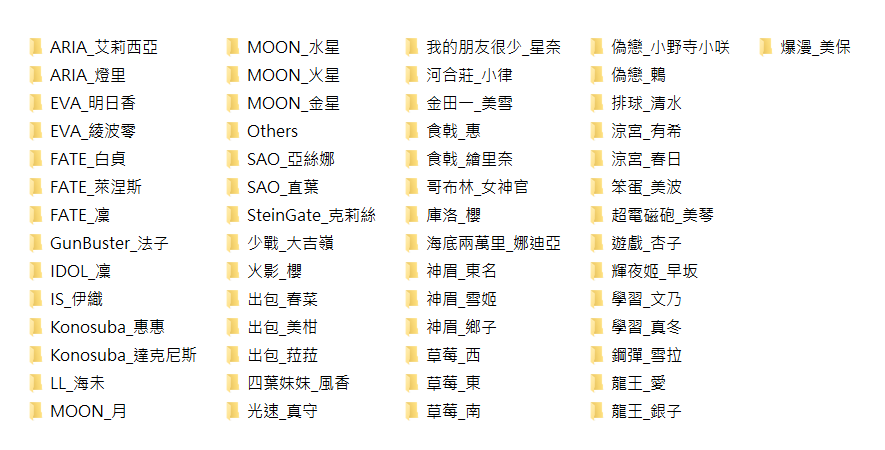 ARIA_艾莉西亞
ARIA_燈里
EVA_明日香
EVA_綾波零
FATE_白貞
FATE_萊涅斯
FATE_凜
GunBuster_法子
IDOL_凜
IS_伊織
Konosuba_惠惠
Konosuba_達克尼斯
LL_海未
MOON_月
MOON_水星
MOON_火星
MOON_金星
Others
SAO_亞絲娜
SAO_直葉
SteinGate_克莉絲
少戰_大吉嶺
火影_櫻
出包_春菜
出包_美柑
出包_菈菈
四葉妹妹_風香
光速_真守
我的朋友很少_星奈
河合莊_小律
金田一_美雪
食戟_惠
食戟_繪里奈
哥布林_女神官
庫洛_櫻
海底兩萬里_娜迪亞
神眉_東名
神眉_雪姬
神眉_鄉子
草莓_西
草莓_東
草莓_南
偽戀_小野寺小咲
偽戀_鶫
排球_清水
涼宮_有希
涼宮_春日
笨蛋_美波
超電磁砲_美琴
遊戲_杏子
輝夜姬_早坂
學習_文乃
學習_真冬
鋼彈_雪拉
龍王_愛
龍王_銀子
爆漫_美保